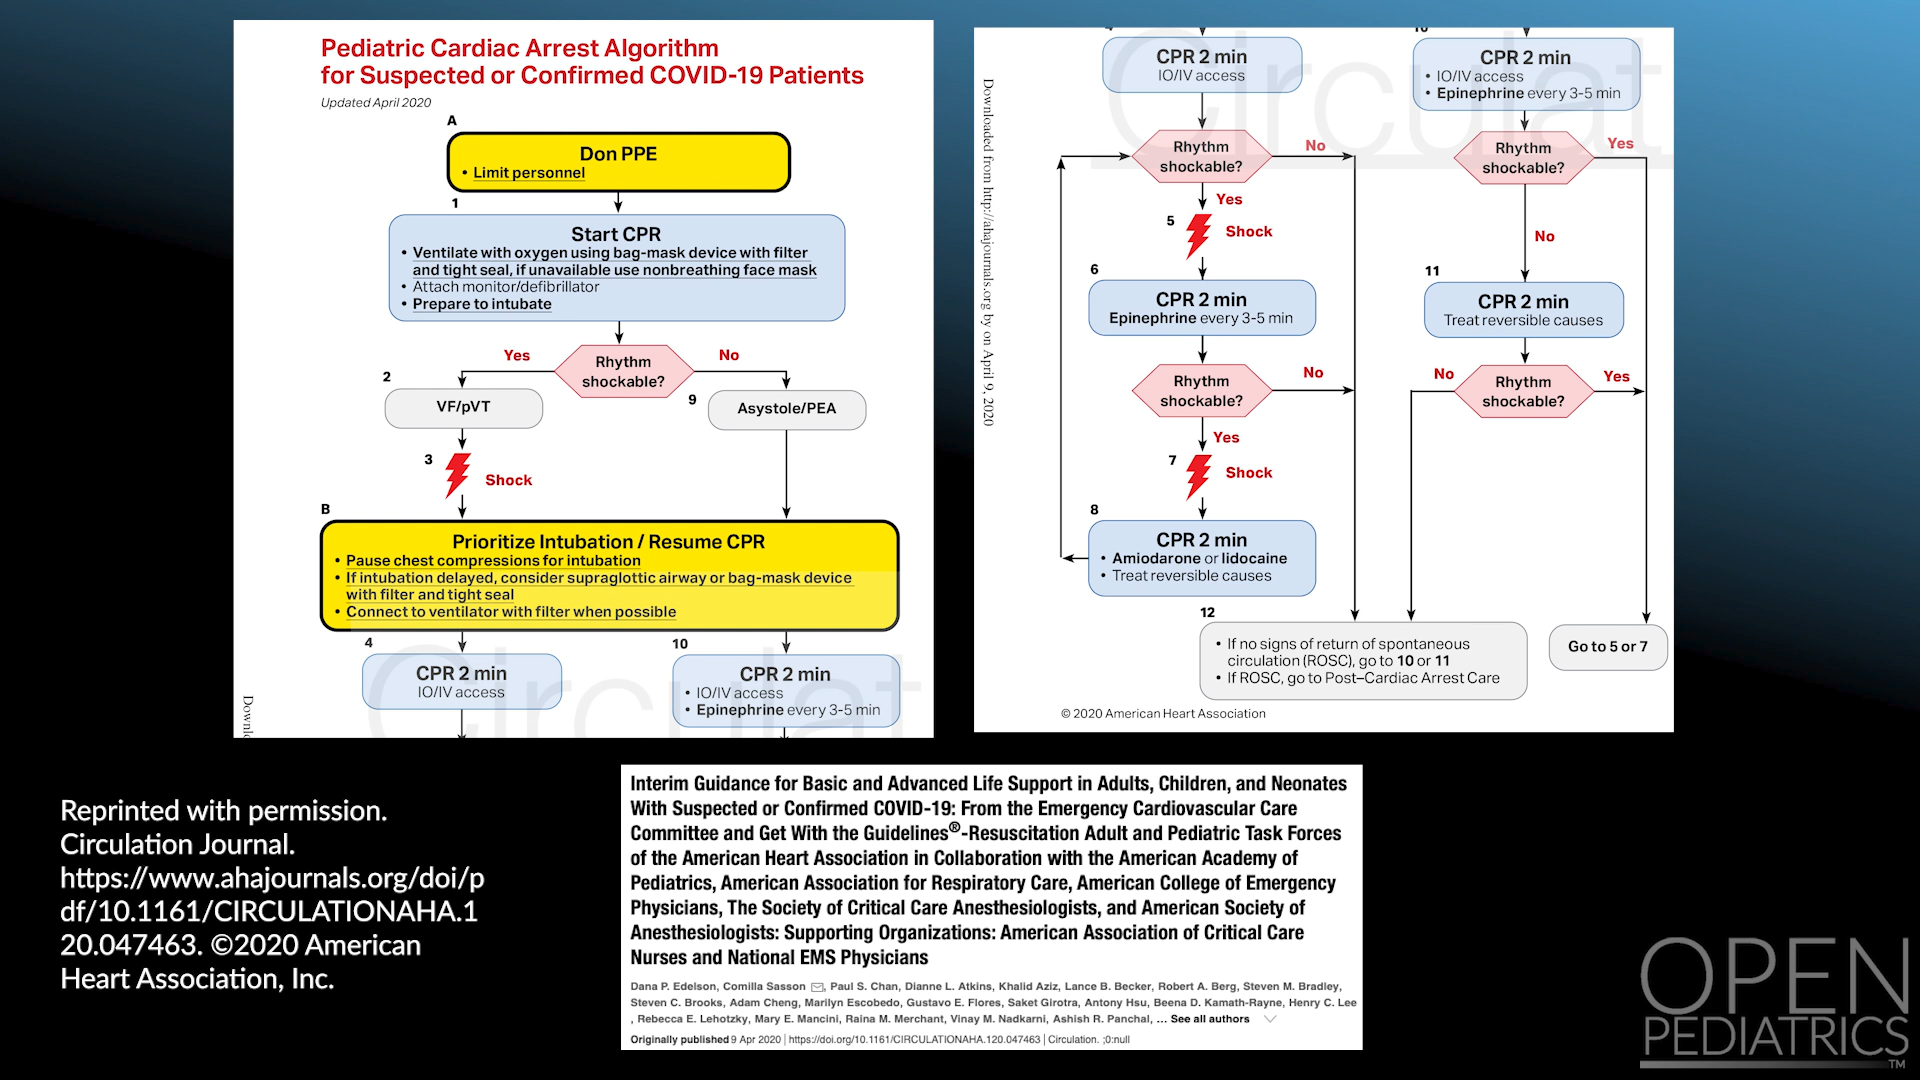 Pediatric Cardiac Arrest Algorithm
for Suspected or Confirmed COVID-19 Patients
Updated April 2020
A
Don PPE
• Limit personnel
1
Start CPR
• Ventilate with oxygen using bag-mask device with filter
and tight seal, if unavailable use nonbreathing face mask
• Attach monitor/defibrillator
• Prepare to intubate
Rhythm
shockable?
Yes
No
2
VF/pVT
9
Asystole/PEA
3
Shock
B
Prioritize Intubation / Resume CPR
• Pause chest compressions for intubation
• If intubation delayed, consider supraglottic airway or bag-mask device
with filter and tight seal
• Connect to ventilator with filter when possible
4
CPR 2 min
IO/IV access
10
CPR 2 min
• IO/IV access
• Epinephrine every 3-5 min
Circulat
Downl
CPR 2 min
IO/IV access
10
CPR 2 min
• IO/IV access
• Epinephrine every 3-5 min
Circulat
Downloaded from http://ahajournals.org by on April 9, 2020
Rhythm
shockable?
No
Yes
5
Shock
6
CPR 2 min
Epinephrine every 3-5 min
Rhythm
shockable?
No
Yes
7
Shock
8
CPR 2 min
• Amiodarone or lidocaine
• Treat reversible causes
Rhythm
shockable?
Yes
No
11
CPR 2 min
Treat reversible causes
Rhythm
shockable?
No
Yes
12
• If no signs of return of spontaneous
circulation (ROSC), go to 10 or 11
• If ROSC, go to Post–Cardiac Arrest Care
Go to 5 or 7
© 2020 American Heart Association
Reprinted with permission.
Circulation Journal.
https://www.ahajournals.org/doi/p
df/10.1161/CIRCULATIONAHA.1
20.047463. ©2020 American
Heart Association, Inc.
Interim Guidance for Basic and Advanced Life Support in Adults, Children, and Neonates
With Suspected or Confirmed COVID-19: From the Emergency Cardiovascular Care
Committee and Get With the Guidelines®-Resuscitation Adult and Pediatric Task Forces
of the American Heart Association in Collaboration with the American Academy of
Pediatrics, American Association for Respiratory Care, American College of Emergency
Physicians, The Society of Critical Care Anesthesiologists, and American Society of
Anesthesiologists: Supporting Organizations: American Association of Critical Care
Nurses and National EMS Physicians
Dana P. Edelson, Comilla Sasson, Paul S. Chan, Dianne L. Atkins, Khalid Aziz, Lance B. Becker, Robert A. Berg, Steven M. Bradley,
Steven C. Brooks, Adam Cheng, Marilyn Escobedo, Gustavo E. Flores, Saket Girotra, Antony Hsu, Beena D. Kamath-Rayne, Henry C. Lee
, Rebecca E. Lehotzky, Mary E. Mancini, Raina M. Merchant, Vinay M. Nadkarni, Ashish R. Panchal, ... See all authors
Originally published 9 Apr 2020 | https://doi.org/10.1161/CIRCULATIONAHA.120.047463 | Circulation. ;0:null
OPEN
PEDIATRICS
TM